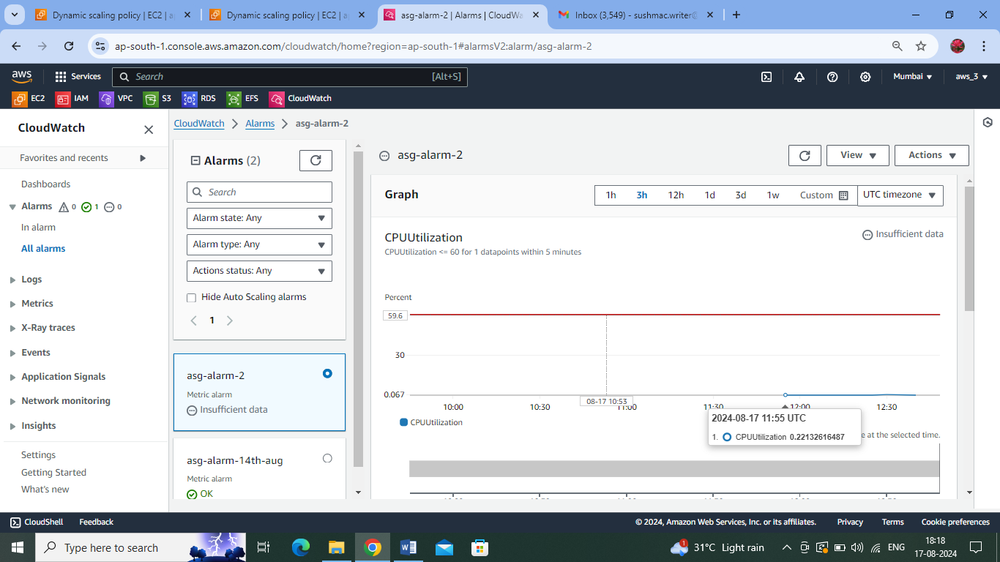 Dynamic scaling policy | EC2 | ap
Dynamic scaling policy | EC2 | ap
asg-alarm-2 | Alarms | CloudWa
Inbox (3,549) - sushmac.writer@
ap-south-1.console.aws.amazon.com/cloudwatch/home?region=ap-south-1#alarmsV2:alarm/asg-alarm-2
aws
Services
Search
[Alt+S]
Mumbai
aws_3
EC2
IAM
VPC
S3
RDS
EFS
CloudWatch
CloudWatch
Favorites and recents
Dashboards
Alarms 0 1 0
In alarm
All alarms
Logs
Metrics
X-Ray traces
Events
Application Signals
Network monitoring
Insights
Settings
Getting Started
What's new
CloudWatch > Alarms > asg-alarm-2
Alarms (2)
Search
Alarm state: Any
Alarm type: Any
Actions status: Any
Hide Auto Scaling alarms
1
asg-alarm-2
Metric alarm
Insufficient data
asg-alarm-14th-aug
Metric alarm
OK
asg-alarm-2
View
Actions
Graph
1h
3h
12h
1d
3d
1w
Custom
UTC timezone
CPUUtilization
Insufficient data
CPUUtilization <= 60 for 1 datapoints within 5 minutes
Percent
59.6
30
0.067
10:00
10:30
08-17 10:53
11:00
11:30
12:00
12:30
CPUUtilization
2024-08-17 11:55 UTC
1. CPUUtilization 0.22132616487
e at the selected time.
CloudShell
Feedback
© 2024, Amazon Web Services, Inc. or its affiliates.
Privacy
Terms
Cookie preferences
Type here to search
1
31°C Light rain
ENG
18:18
17-08-2024